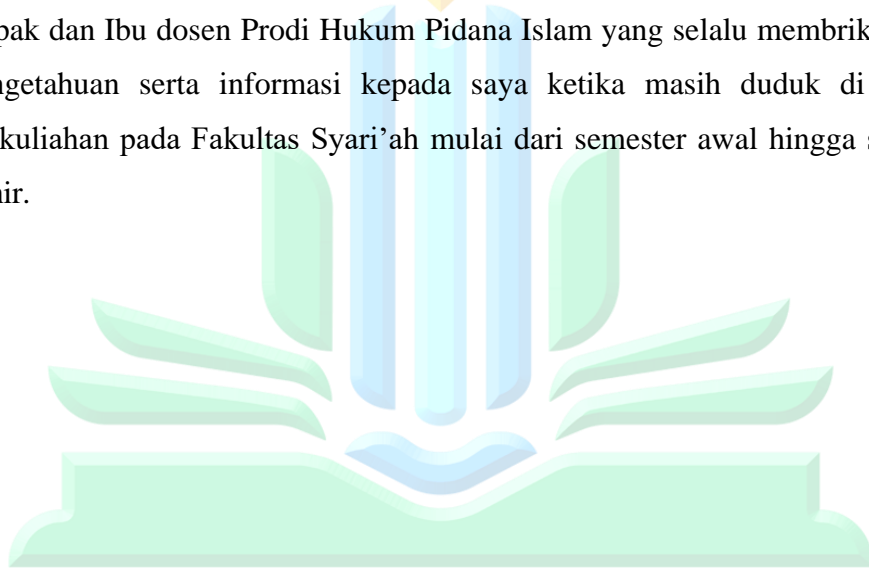 pak dan Ibu dosen Prodi Hukum Pidana Islam yang selalu membrik
ngetahuan serta informasi kepada saya ketika masih duduk di
kuliahan pada Fakultas Syari’ah mulai dari semester awal hingga s
ir.